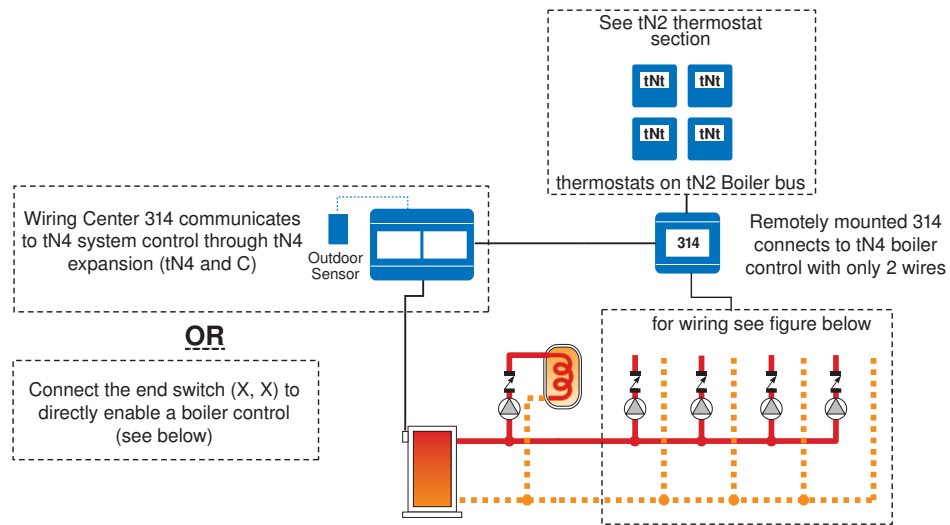 See tN2 thermostat
section
tNt tNt
tNt tNt
thermostats on tN2 Boiler bus
Wiring Center 314 communicates
to tN4 system control through tN4
expansion (tN4 and C)
Outdoor
Sensor
314
Remotely mounted 314
connects to tN4 boiler
control with only 2 wires
OR
Connect the end switch (X, X) to
directly enable a boiler control
(see below)
for wiring see figure below